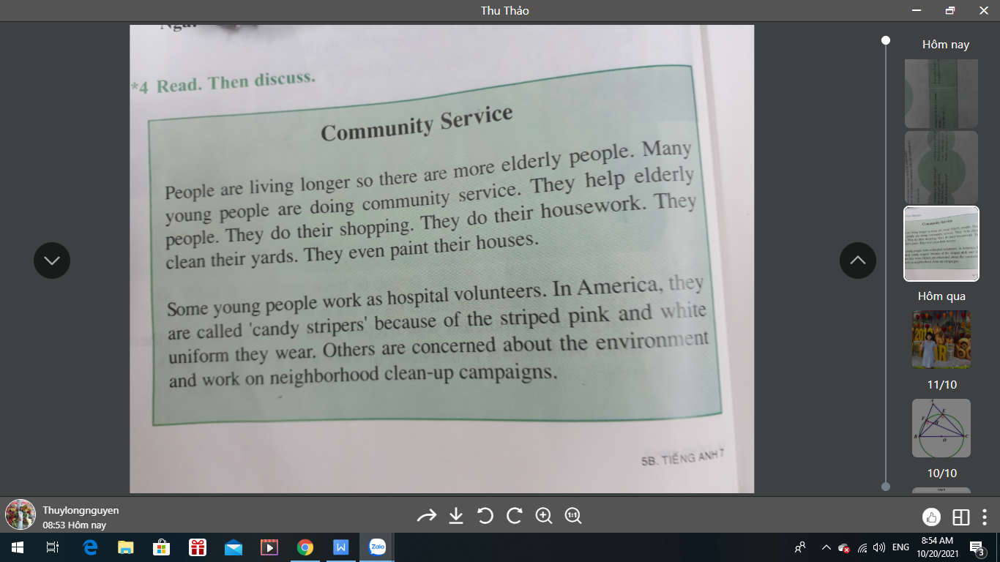 Thu Thảo
Hôm nay
*4 Read. Then discuss.
Community Service
People are living longer so there are more elderly people. Many
young people are doing community service. They help elderly
people. They do their shopping. They do their housework. They
clean their yards. They even paint their houses.
Some young people work as hospital volunteers. In America, they
are called 'candy stripers' because of the striped pink and white
uniform they wear. Others are concerned about the environment
and work on neighborhood clean-up campaigns.
5B. TIẾNG ANH 7
Hôm qua
11/10
10/10
Thuylongnguyen
08:53 Hôm nay
1:1
Zalo
ENG
8:54 AM
10/20/2021
3